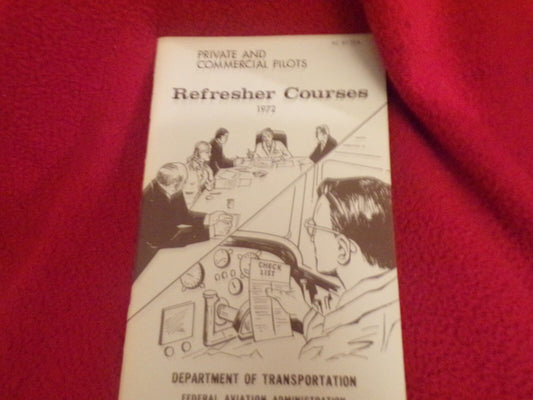 PRIVATE AND
COMMERCIAL PILOTS
Refresher Courses
1972
CHECK
LIST
DEPARTMENT OF TRANSPORTATION
FEDERAL AVIATION ADMINISTRATION